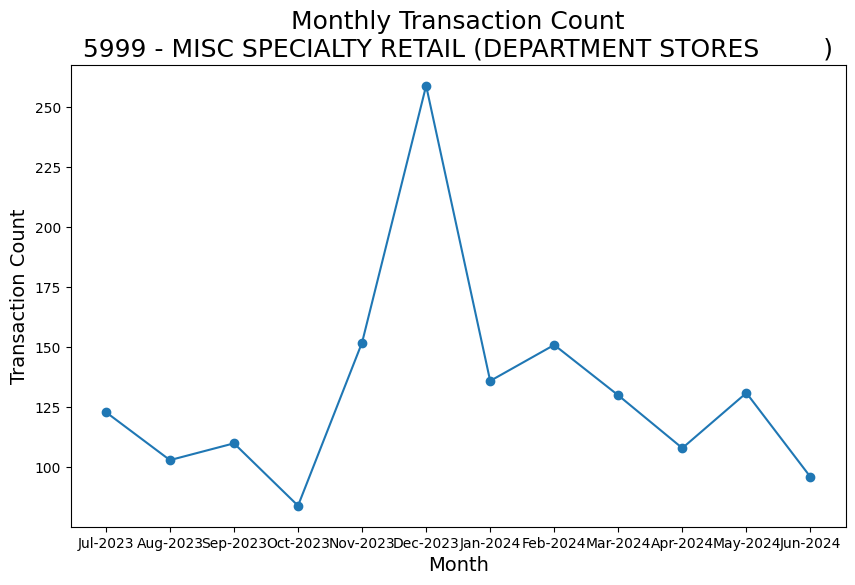 Monthly Transaction Count
5999 - MISC SPECIALTY RETAIL (DEPARTMENT STORES        )
Transaction Count
250
225
200
175
150
125
100
Jul-2023 Aug-2023 Sep-2023 Oct-2023 Nov-2023 Dec-2023 Jan-2024 Feb-2024 Mar-2024 Apr-2024 May-2024 Jun-2024
Month